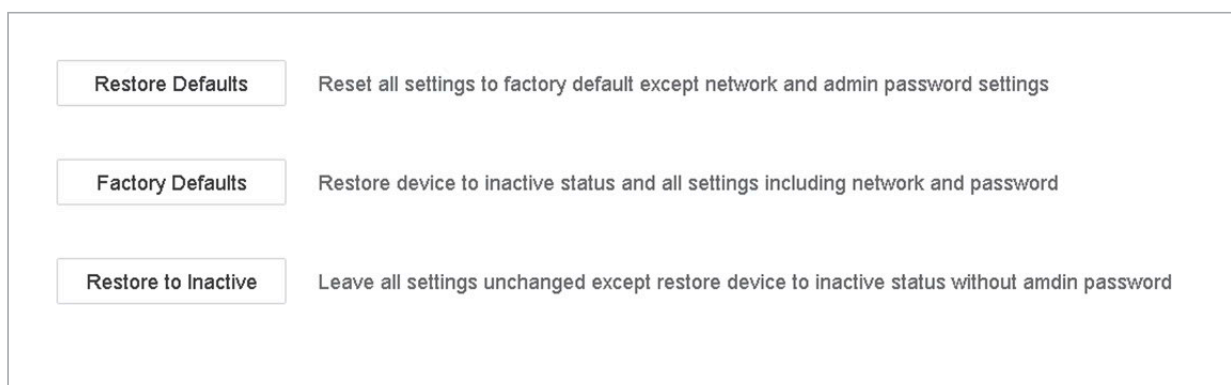 Restore Defaults Reset all settings to factory default except network and admin password settings
Factory Defaults Restore device to inactive status and all settings including network and password
Restore to Inactive Leave all settings unchanged except restore device to inactive status without amdin password